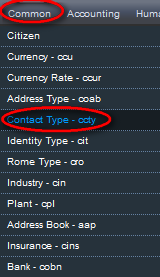 Common Accounting Huma
Citizen
Currency - ccu
Currency Rate - ccur
Address Type - coab
Contact Type - ccty
Identity Type - cit
Rome Type - cro
Industry - cin
Plant - cpl
Address Book - aap
Insurance - cins
Bank - cobn